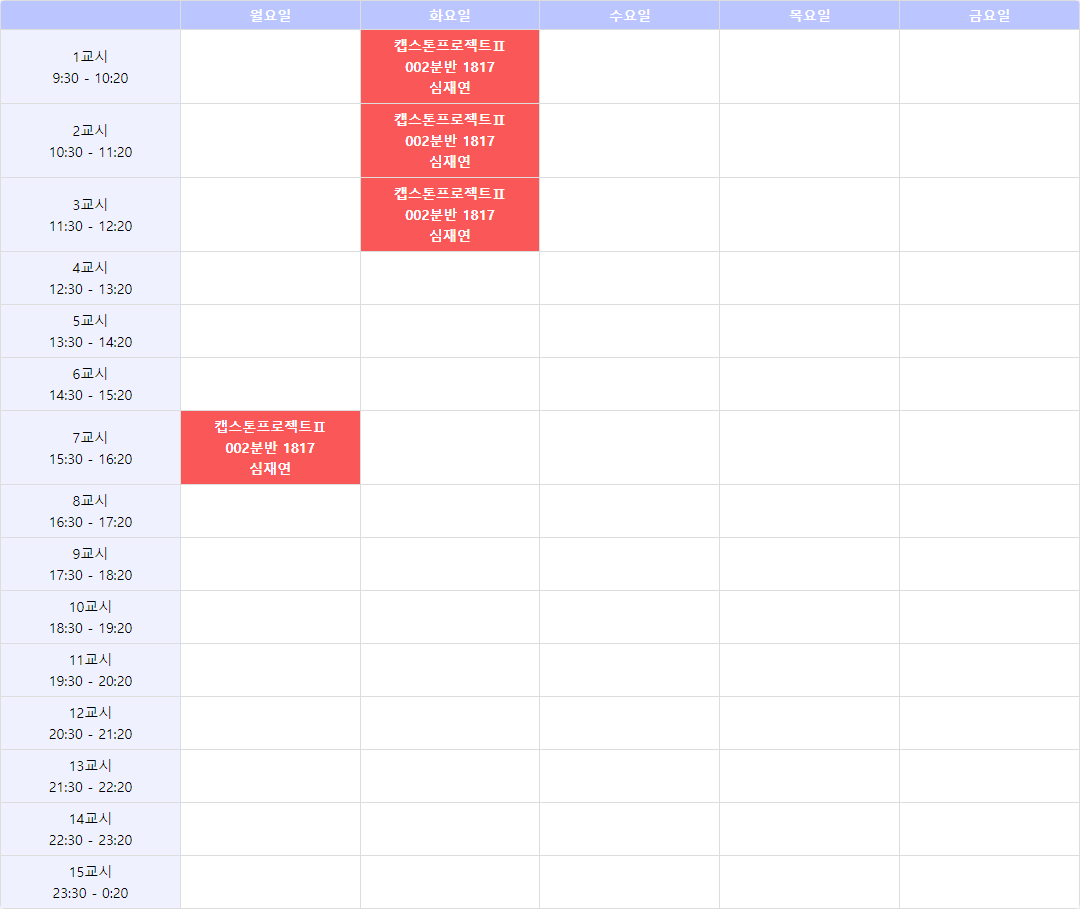 월요일
화요일
수요일
목요일
금요일
1교시
9:30 - 10:20
캡스톤프로젝트Ⅱ
002분반 1817
심재연
2교시
10:30 - 11:20
캡스톤프로젝트Ⅱ
002분반 1817
심재연
3교시
11:30 - 12:20
캡스톤프로젝트Ⅱ
002분반 1817
심재연
4교시
12:30 - 13:20
5교시
13:30 - 14:20
6교시
14:30 - 15:20
7교시
15:30 - 16:20
캡스톤프로젝트Ⅱ
002분반 1817
심재연
8교시
16:30 - 17:20
9교시
17:30 - 18:20
10교시
18:30 - 19:20
11교시
19:30 - 20:20
12교시
20:30 - 21:20
13교시
21:30 - 22:20
14교시
22:30 - 23:20
15교시
23:30 - 0:20